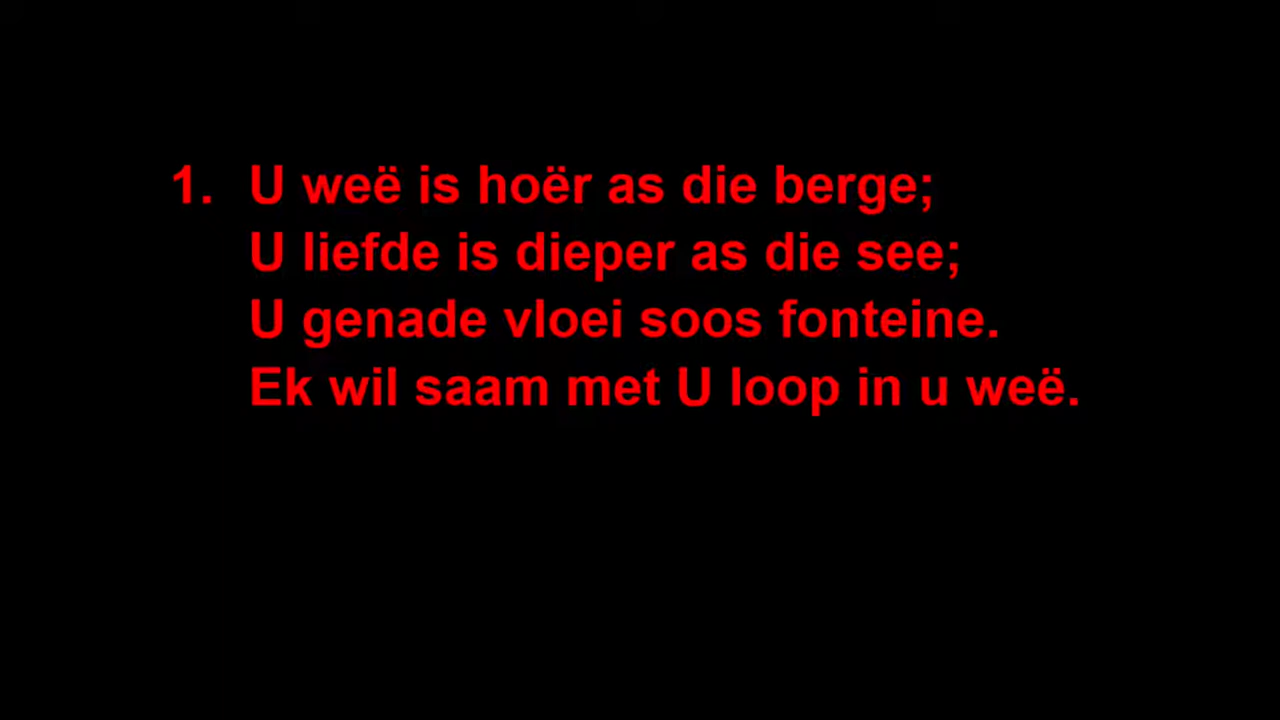 1. U weë is hoër as die berge;
U liefde is dieper as die see;
U genade vloei soos fonteine.
Ek wil saam met U loop in u weë.